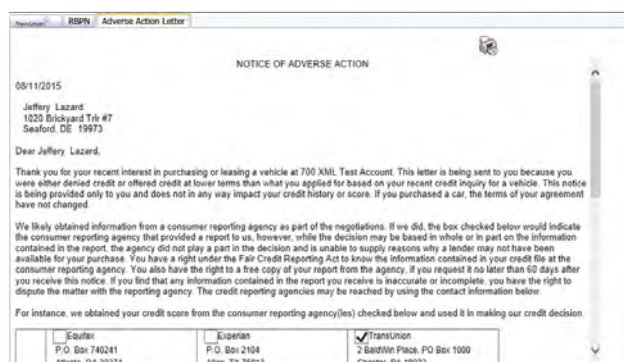 TransUnion RBPN Adverse Action Letter
NOTICE OF ADVERSE ACTION
08/11/2015
Jeffery Lazard
1020 Brickyard Trlr #7
Seaford, DE 19973
Dear Jeffery Lazard,
Thank you for your recent interest in purchasing or leasing a vehicle at 700 XML Test Account. This letter is being sent to you because you
were either denied credit or offered credit at lower terms than what you applied for based on your recent credit inquiry for a vehicle. This notice
is being provided only to you and does not in any way impact your credit history or score. If you purchased a car, the terms of your agreement
have not changed.
We likely obtained information from a consumer reporting agency as part of the negotiations. If we did, the box checked below would indicate
the consumer reporting agency that provided a report to us, however, while the decision may be based in whole or in part on the information
contained in the report, the agency did not play a part in the decision and is unable to supply reasons why a lender may not have been
available for your purchase. You have a right under the Fair Credit Reporting Act to know the information contained in your credit file at the
consumer reporting agency. You also have the right to a free copy of your report from the agency, if you request it no later than 60 days after
you receive this notice. If you find that any information contained in the report you receive is inaccurate or incomplete, you have the right to
dispute the matter with the reporting agency. The credit reporting agencies may be reached by using the contact information below.
For instance, we obtained your credit score from the consumer reporting agency(ies) checked below and used it in making our credit decision
Equifax Experian TransUnion
P.O. Box 740241 P.O. Box 2104 2 Baldwin Place, PO Box 1000